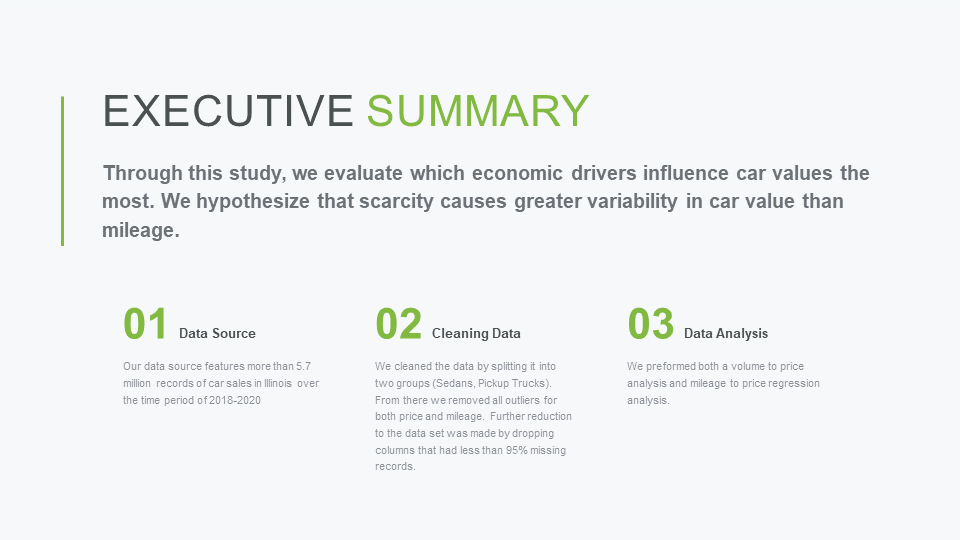 EXECUTIVE SUMMARY
Through this study, we evaluate which economic drivers influence car values the
most. We hypothesize that scarcity causes greater variability in car value than
mileage.
01 Data Source
Our data source features more than 5.7
million records of car sales in Illinois over
the time period of 2018-2020
02 Cleaning Data
We cleaned the data by splitting it into
two groups (Sedans, Pickup Trucks).
From there we removed all outliers for
both price and mileage. Further reduction
to the data set was made by dropping
columns that had less than 95% missing
records.
03 Data Analysis
We preformed both a volume to price
analysis and mileage to price regression
analysis.